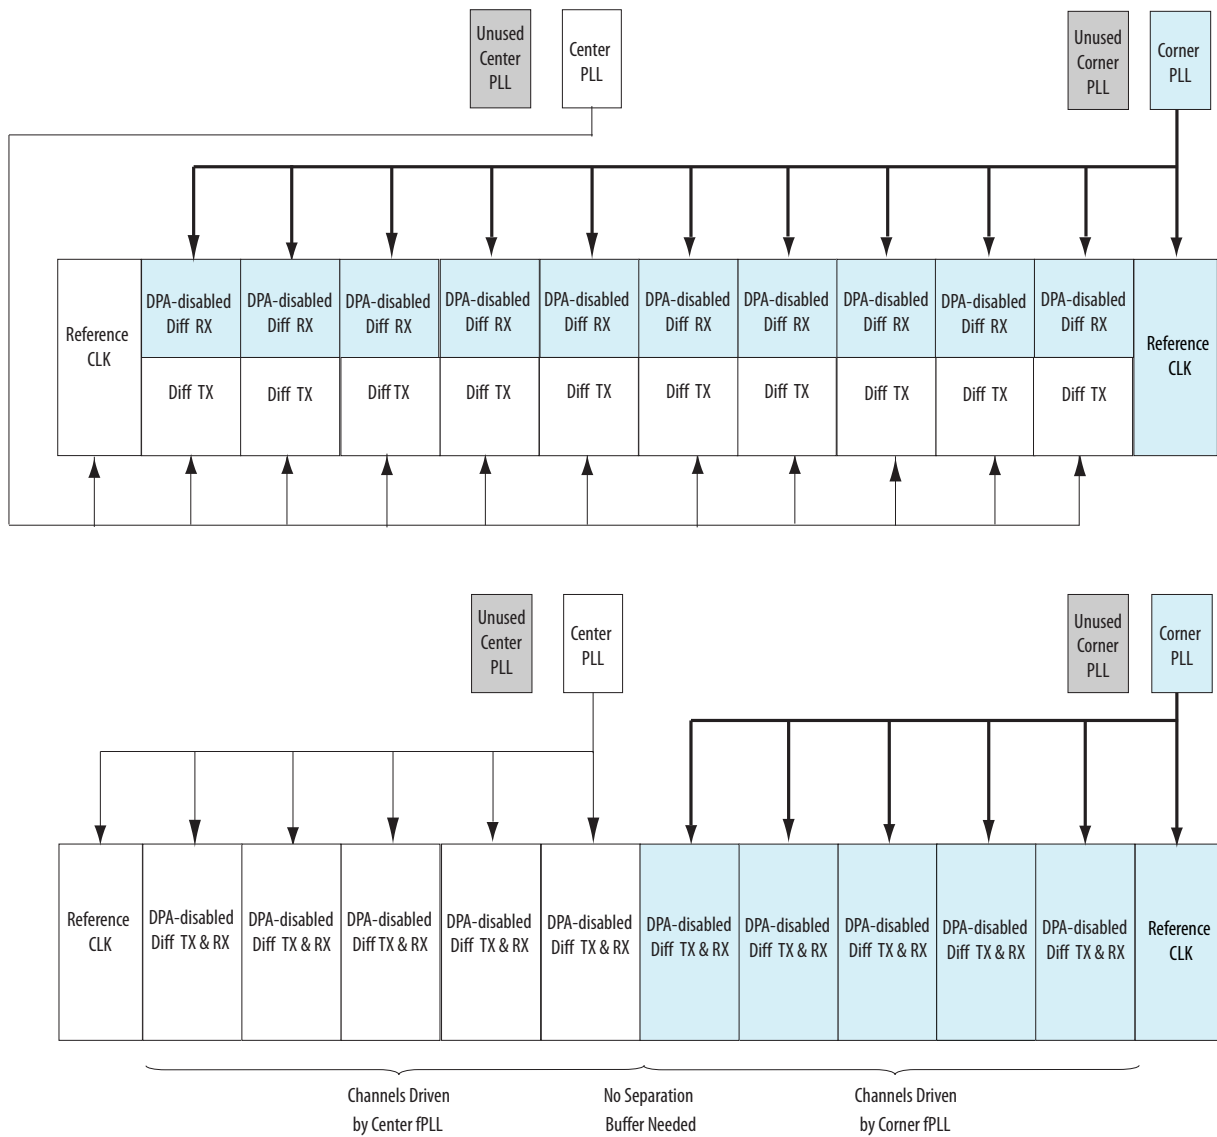 Unused
Center
PLL
Center
PLL
Unused
Corner
PLL
Corner
PLL
Reference
CLK
DPA-disabled
Diff RX
DPA-disabled
Diff RX
DPA-disabled
Diff RX
DPA-disabled
Diff RX
DPA-disabled
Diff RX
DPA-disabled
Diff RX
DPA-disabled
Diff RX
DPA-disabled
Diff RX
DPA-disabled
Diff RX
DPA-disabled
Diff RX
Reference
CLK
Diff TX
Diff TX
Diff TX
Diff TX
Diff TX
Diff TX
Diff TX
Diff TX
Diff TX
Diff TX
Unused
Center
PLL
Center
PLL
Unused
Corner
PLL
Corner
PLL
Reference
CLK
DPA-disabled
Diff TX & RX
DPA-disabled
Diff TX & RX
DPA-disabled
Diff TX & RX
DPA-disabled
Diff TX & RX
DPA-disabled
Diff TX & RX
DPA-disabled
Diff TX & RX
DPA-disabled
Diff TX & RX
DPA-disabled
Diff TX & RX
DPA-disabled
Diff TX & RX
DPA-disabled
Diff TX & RX
Reference
CLK
Channels Driven
by Center fPLL
No Separation
Buffer Needed
Channels Driven
by Corner fPLL